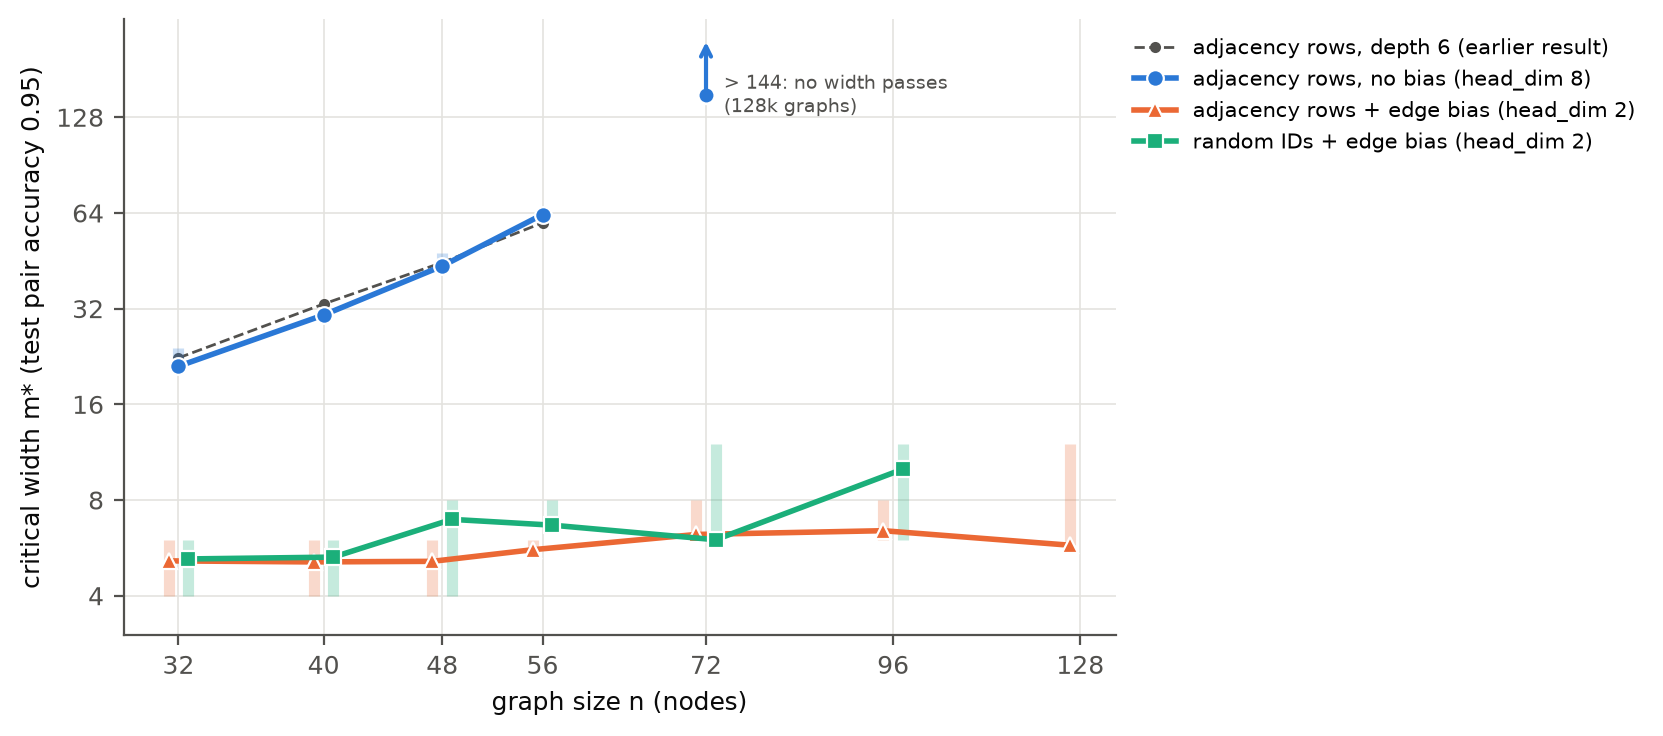 critical width m* (test pair accuracy 0.95)
128
64
32
16
8
4
> 144: no width passes
(128k graphs)
32
40
48
56
72
96
128
graph size n (nodes)
adjacency rows, depth 6 (earlier result)
adjacency rows, no bias (head_dim 8)
adjacency rows + edge bias (head_dim 2)
random IDs + edge bias (head_dim 2)